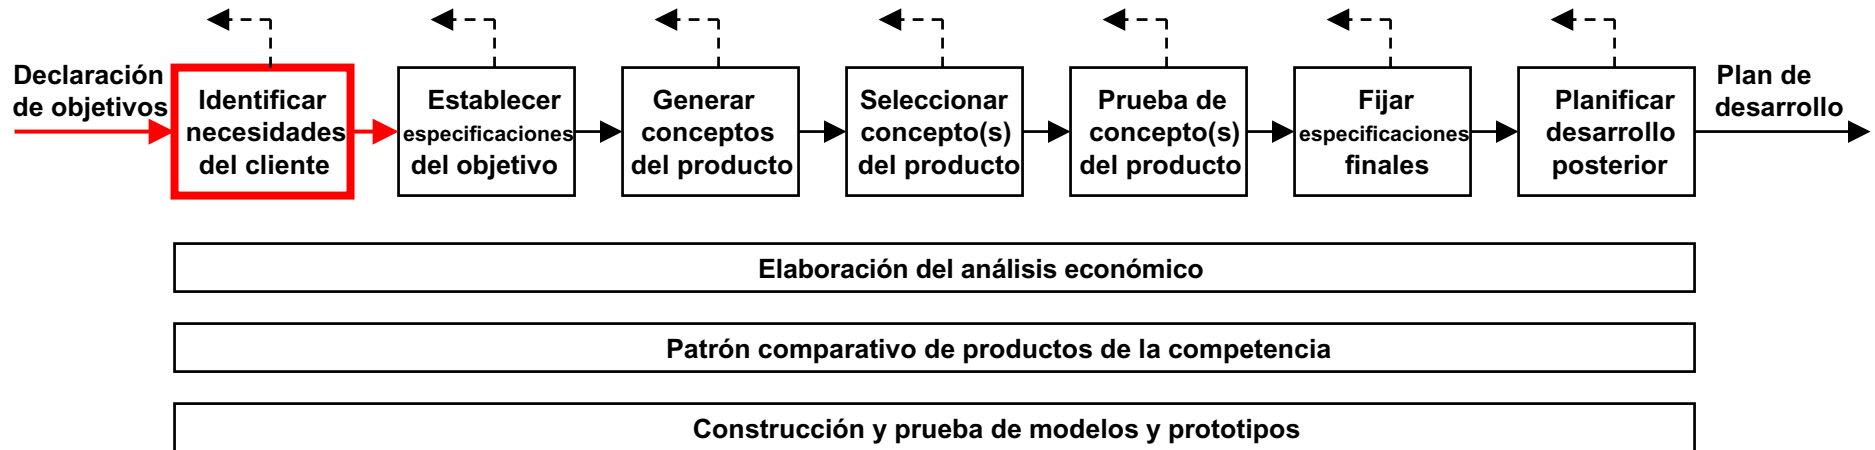 Declaración
de objetivos
Identificar
necesidades
del cliente
Establecer
especificaciones
del objetivo
Generar
conceptos
del producto
Seleccionar
concepto(s)
del producto
Prueba de
concepto(s)
del producto
Fijar
especificaciones
finales
Planificar
desarrollo
posterior
Plan de
desarrollo
Elaboración del análisis económico
Patrón comparativo de productos de la competencia
Construcción y prueba de modelos y prototipos